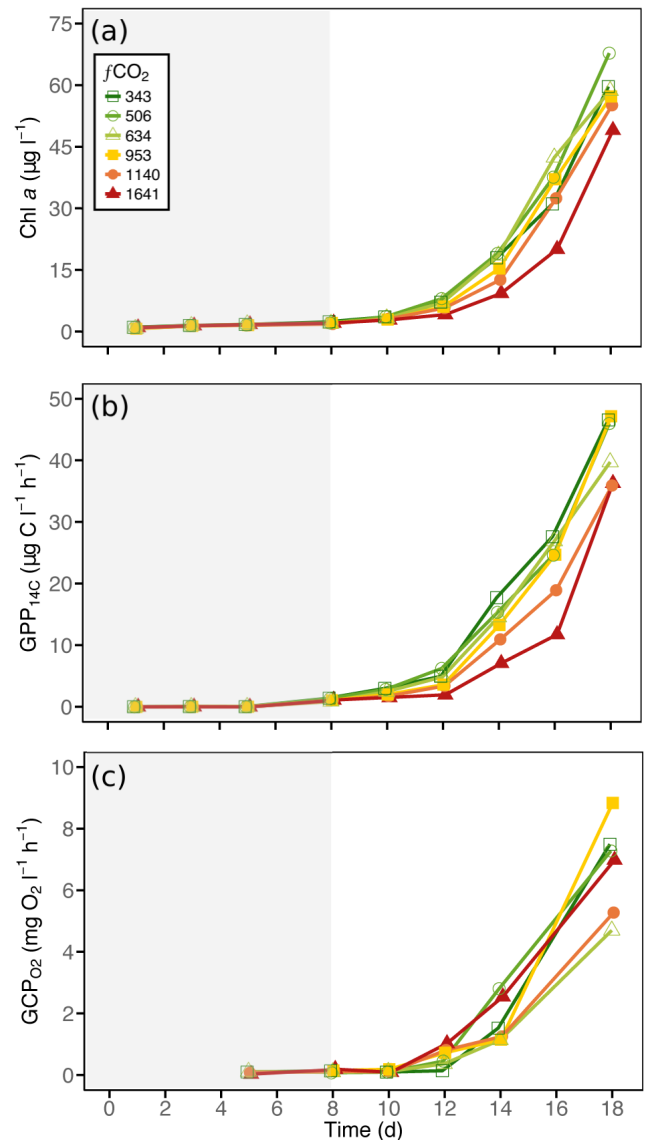 (a)
fCO2
343
506
634
953
1140
1641
75
60
45
30
15
0
Chl a (µg l⁻¹)
(b)
50
40
30
20
10
0
GPP14C (µg C l⁻¹ h⁻¹)
(c)
10
8
6
4
2
0
GCPO2 (mg O2 l⁻¹ h⁻¹)
0 2 4 6 8 10 12 14 16 18
Time (d)